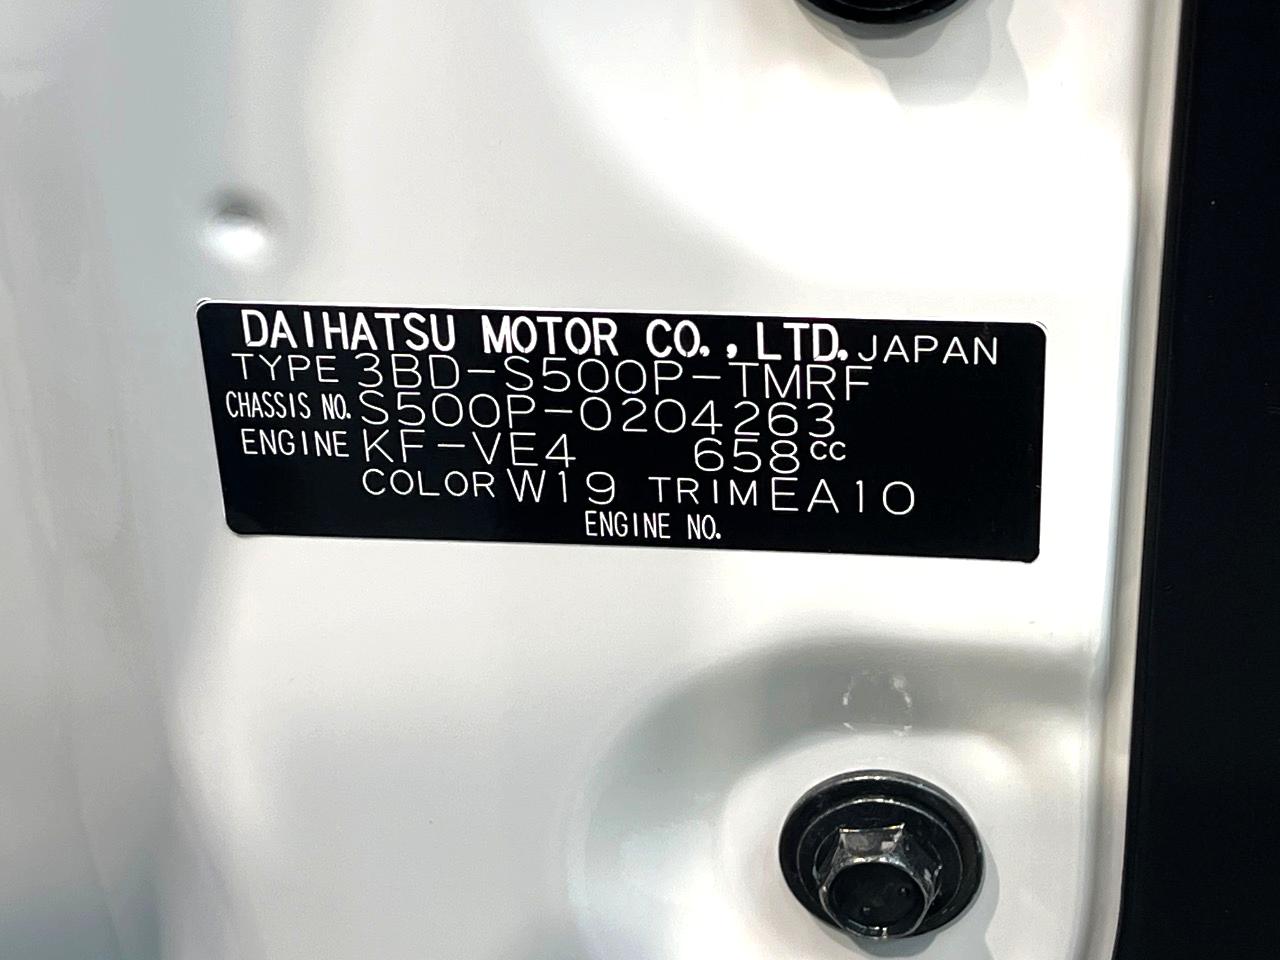 DAIHATSU MOTOR CO., LTD. JAPAN
TYPE 3BD-S500P-TMRF
CHASSIS NO. S500P-0204263
ENGINE KF-VE4 658cc
COLOR W19 TRIM EA10
ENGINE NO.